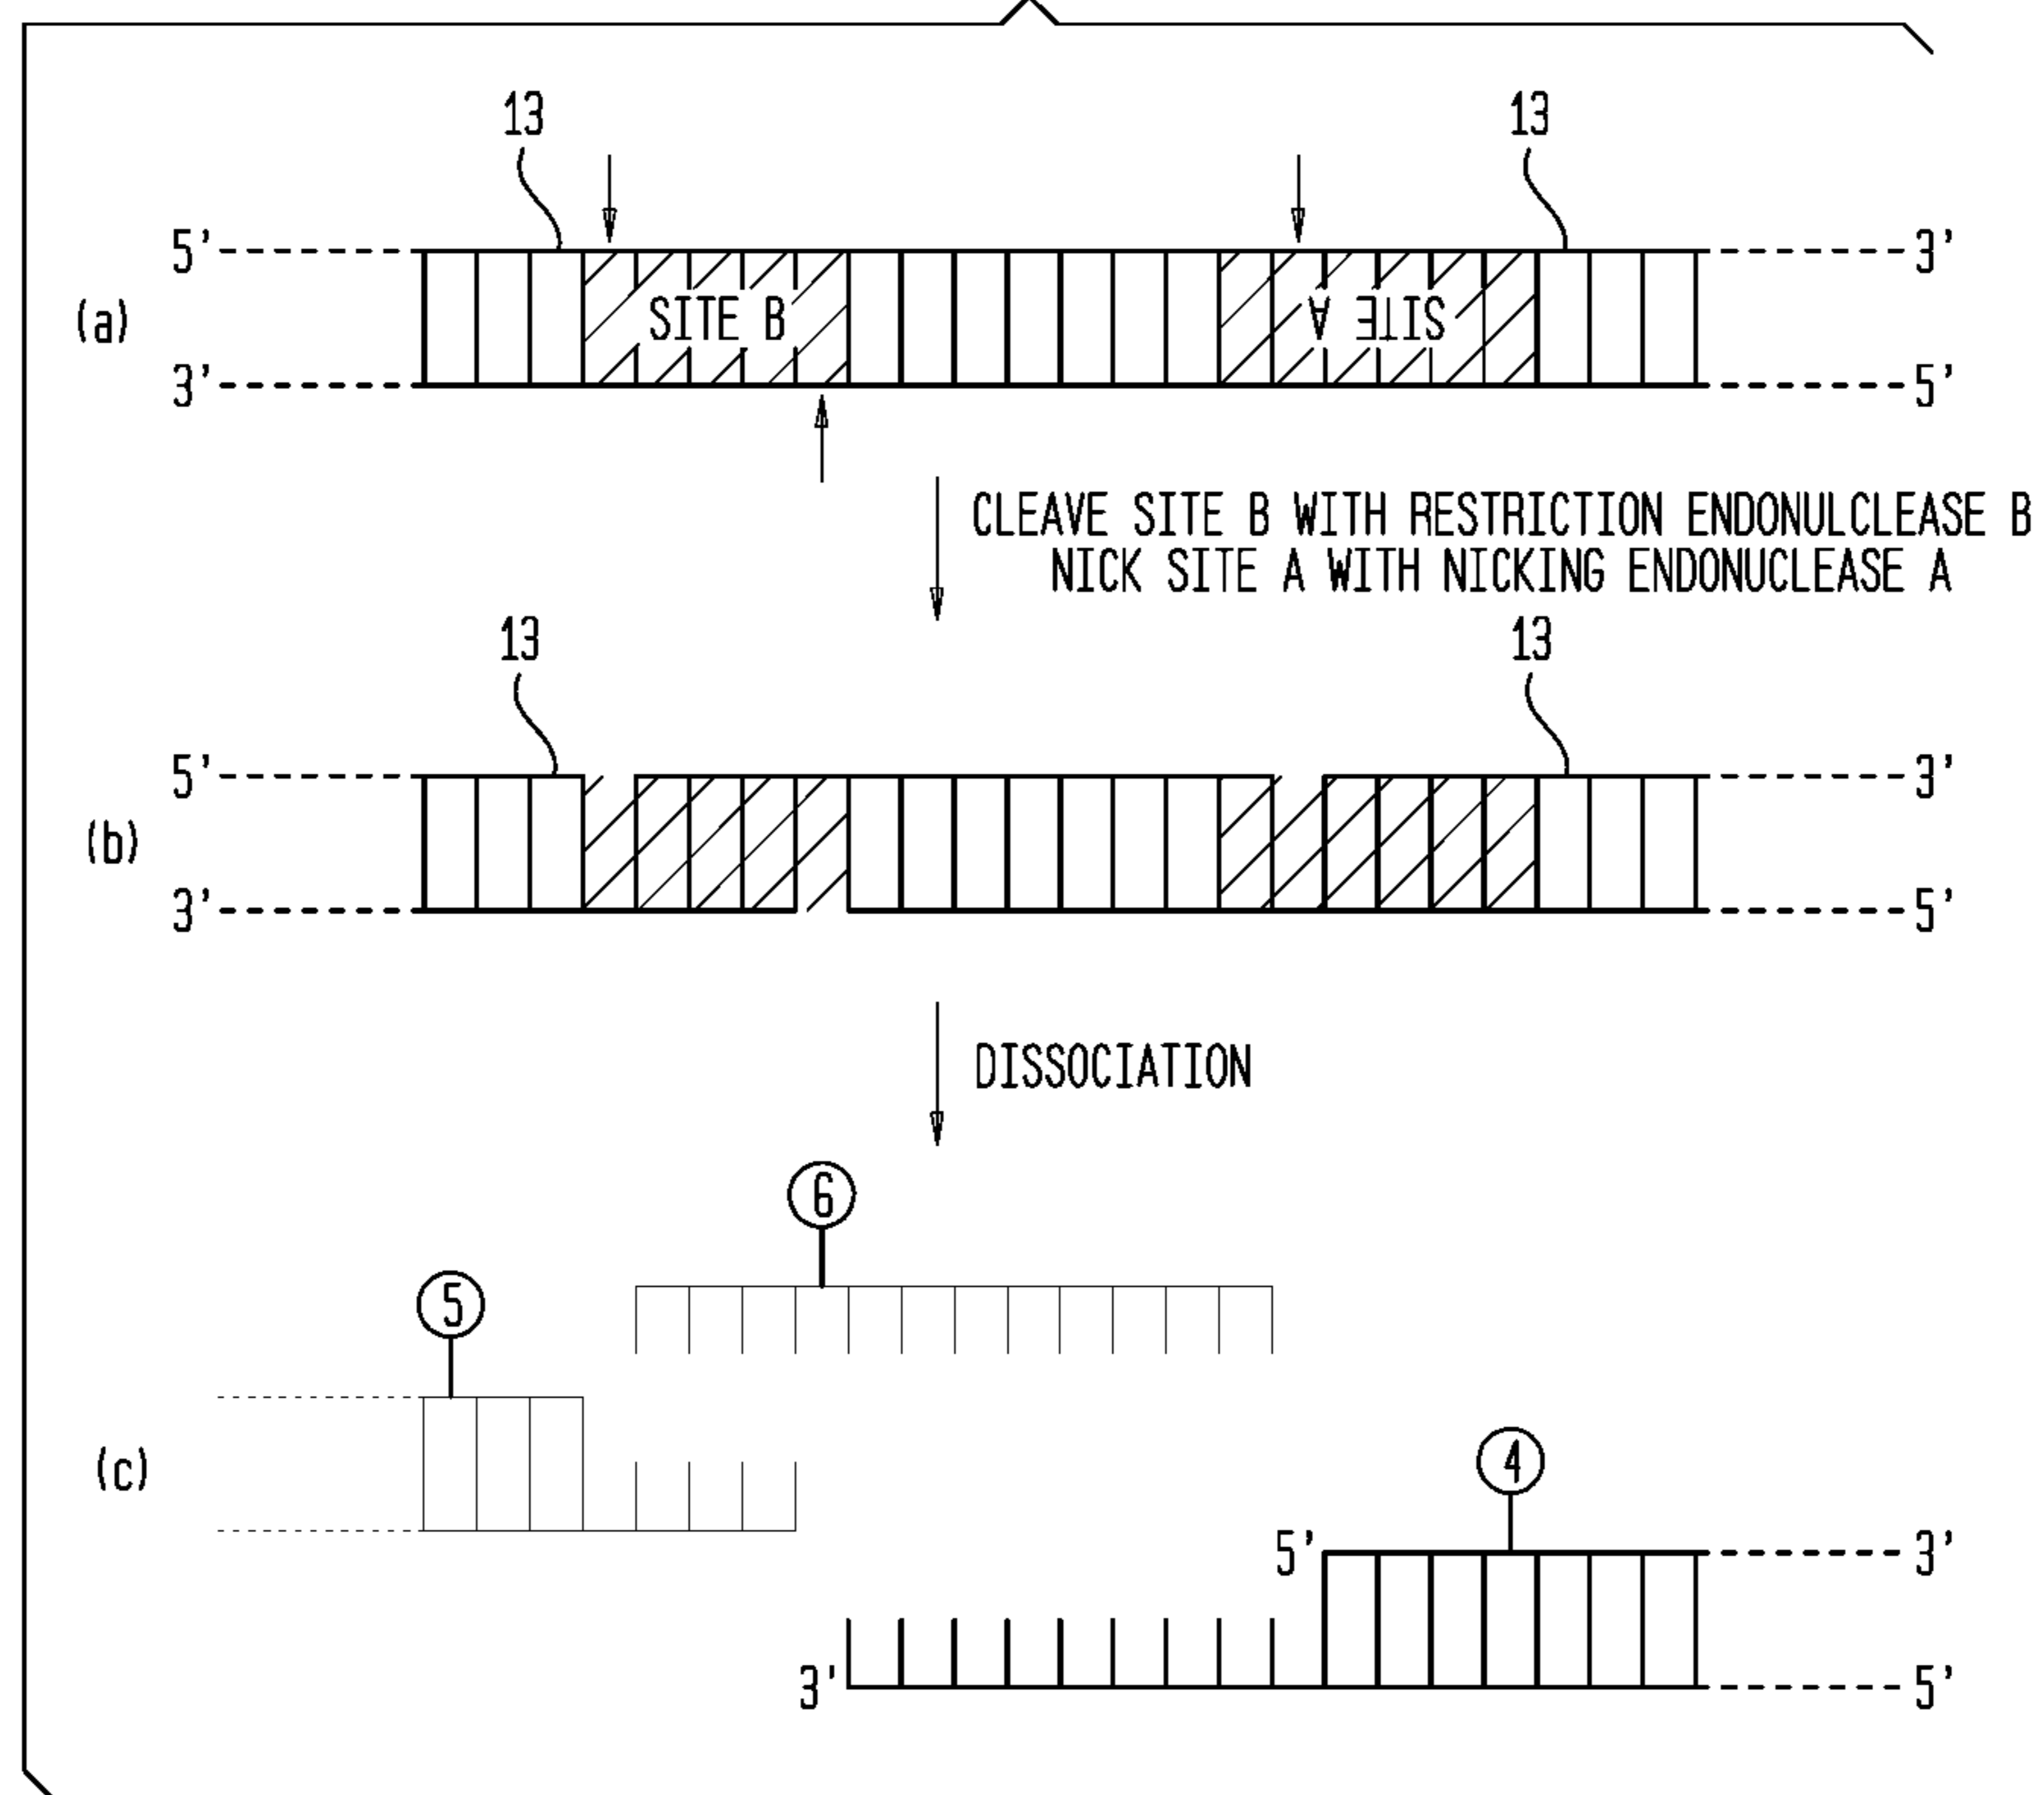 13 13
5' 3'
(a) SITE B SITE A
3' 5'
CLEAVE SITE B WITH RESTRICTION ENDONULCLEASE B
NICK SITE A WITH NICKING ENDONUCLEASE A
13 13
5' 3'
(b)
3' 5'
DISSOCIATION
6
5
(c)
4
5' 3'
3' 5'